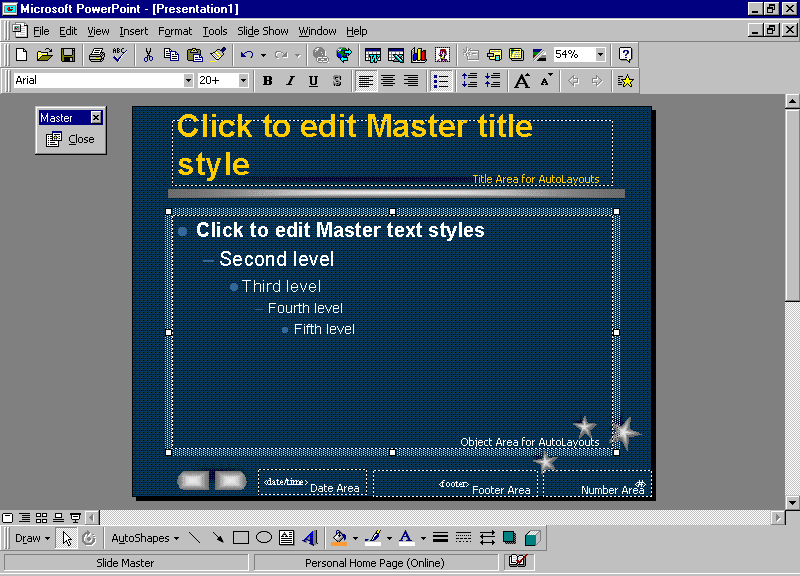 Microsoft PowerPoint - [Presentation1]
File Edit View Insert Format Tools Slide Show Window Help
ABC 54% ?
Arial 20+ B I U S A A
Master
Close
Click to edit Master title
style
Title Area for AutoLayouts
Click to edit Master text styles
– Second level
Third level
– Fourth level
Fifth level
Object Area for AutoLayouts
<date/time> Date Area
<footer> Footer Area
<#> Number Area
Draw AutoShapes A A
Slide Master Personal Home Page (Online)